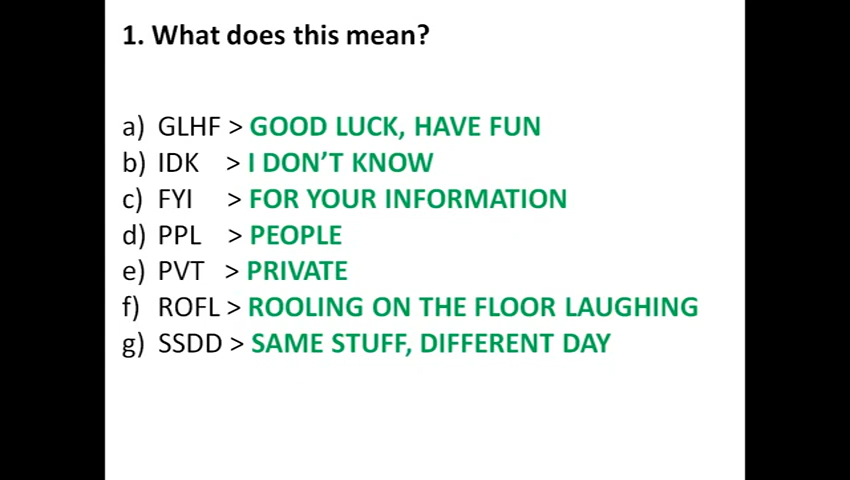 1. What does this mean?
a) GLHF > GOOD LUCK, HAVE FUN
b) IDK > I DON’T KNOW
c) FYI > FOR YOUR INFORMATION
d) PPL > PEOPLE
e) PVT > PRIVATE
f) ROFL > ROOLING ON THE FLOOR LAUGHING
g) SSDD > SAME STUFF, DIFFERENT DAY